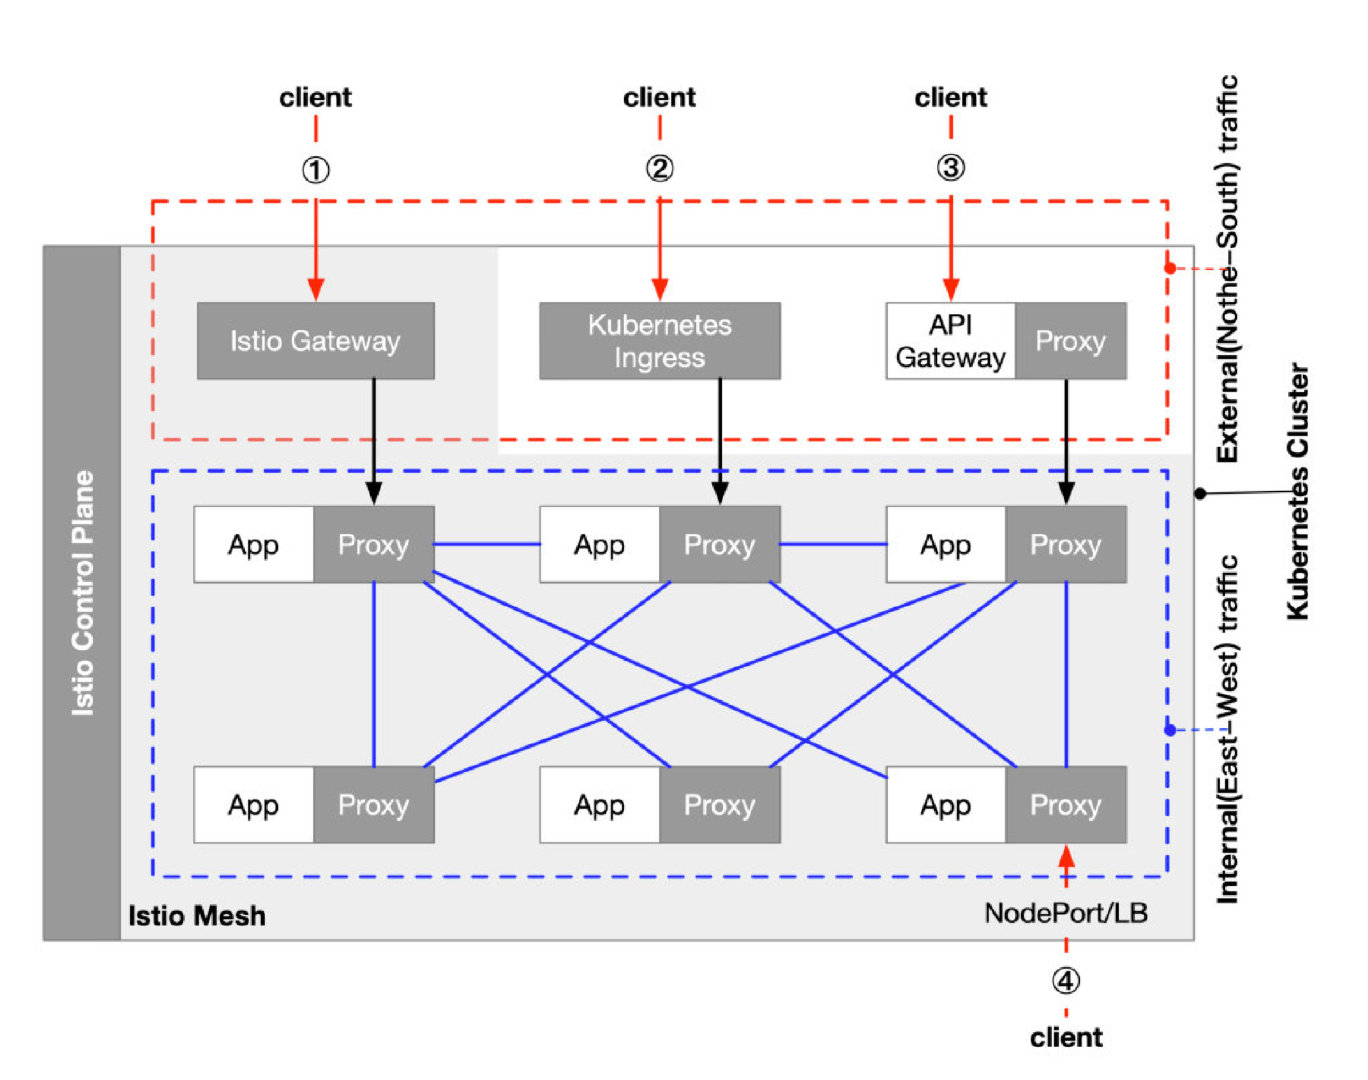 client
client
client
①
②
③
Istio Gateway
Kubernetes
Ingress
API
Gateway
Proxy
App
Proxy
App
Proxy
App
Proxy
App
Proxy
App
Proxy
App
Proxy
Istio Mesh
NodePort/LB
④
client
Istio Control Plane
External(Nothe-South) traffic
Internal(East-West) traffic
Kubernetes Cluster